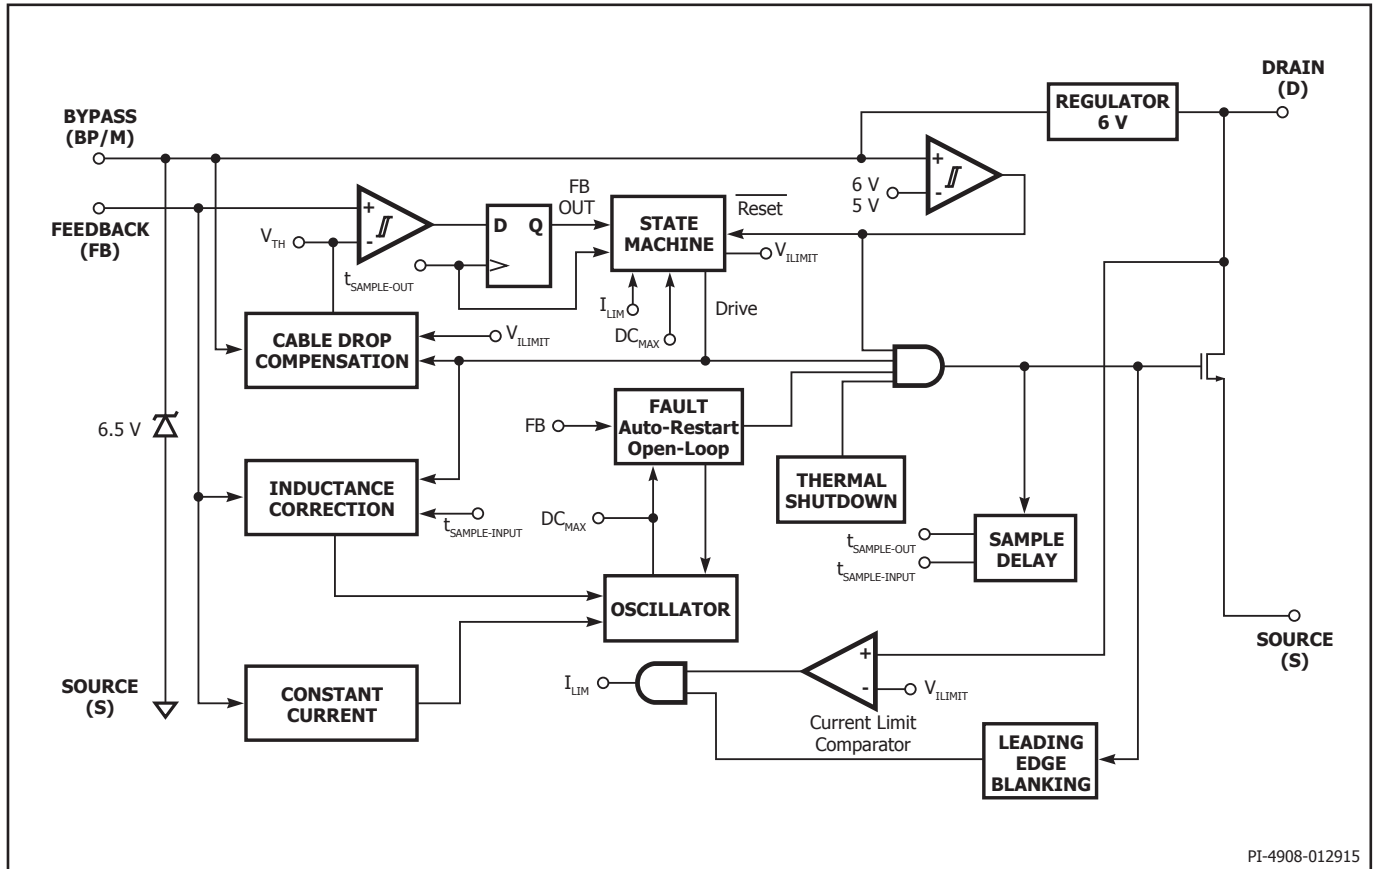 DRAIN
(D)
REGULATOR
6 V
BYPASS
(BP/M)
+
-
6 V
5 V
FEEDBACK
(FB)
+
-
V_TH
t_SAMPLE-OUT
D Q
FB
OUT
STATE
MACHINE
Reset
V_ILIMIT
I_LIM
DC_MAX
Drive
CABLE DROP
COMPENSATION
V_ILIMIT
6.5 V
FB
FAULT
Auto-Restart
Open-Loop
THERMAL
SHUTDOWN
INDUCTANCE
CORRECTION
t_SAMPLE-INPUT
DC_MAX
t_SAMPLE-OUT
t_SAMPLE-INPUT
SAMPLE
DELAY
OSCILLATOR
SOURCE
(S)
SOURCE
(S)
CONSTANT
CURRENT
I_LIM
+
-
V_ILIMIT
Current Limit
Comparator
LEADING
EDGE
BLANKING
PI-4908-012915